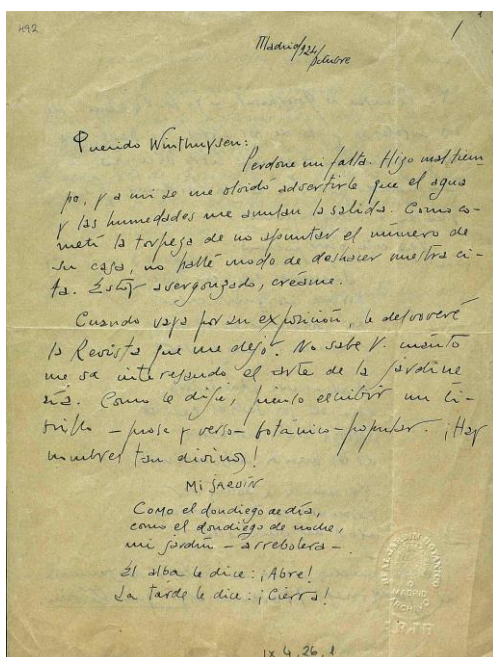 492
1
Madrid/924/
Octubre
Querido Winthuysen:
Perdone mi falta. Hizo mal tiem-
po, y a mi se me olvidó advertirle que el agua
y las humedades me anulan la salida. Como co-
metí la torpeza de no apuntar el número de
su casa, no hallé modo de deshacer nuestra ci-
ta. Estoy avergonzado, créame.
Cuando vaya por su exposición, le devolveré
la Revista que me dejó. No sabe V. cuánto
me va interesando el arte de la jardine
ría. Como le dije, pienso escribir un li-
brillo — prosa y verso — botánico-popular. ¡Hay
nombres tan divinos!
MI JARDÍN
Como el dondiego de día,
como el dondiego de noche,
mi jardín — arrebolera —.
El alba le dice: ¡Abre!
La tarde le dice: ¡Cierra!
REAL JARDIN BOTANICO
MADRID
ARCHIVO
IX 4, 26, 1